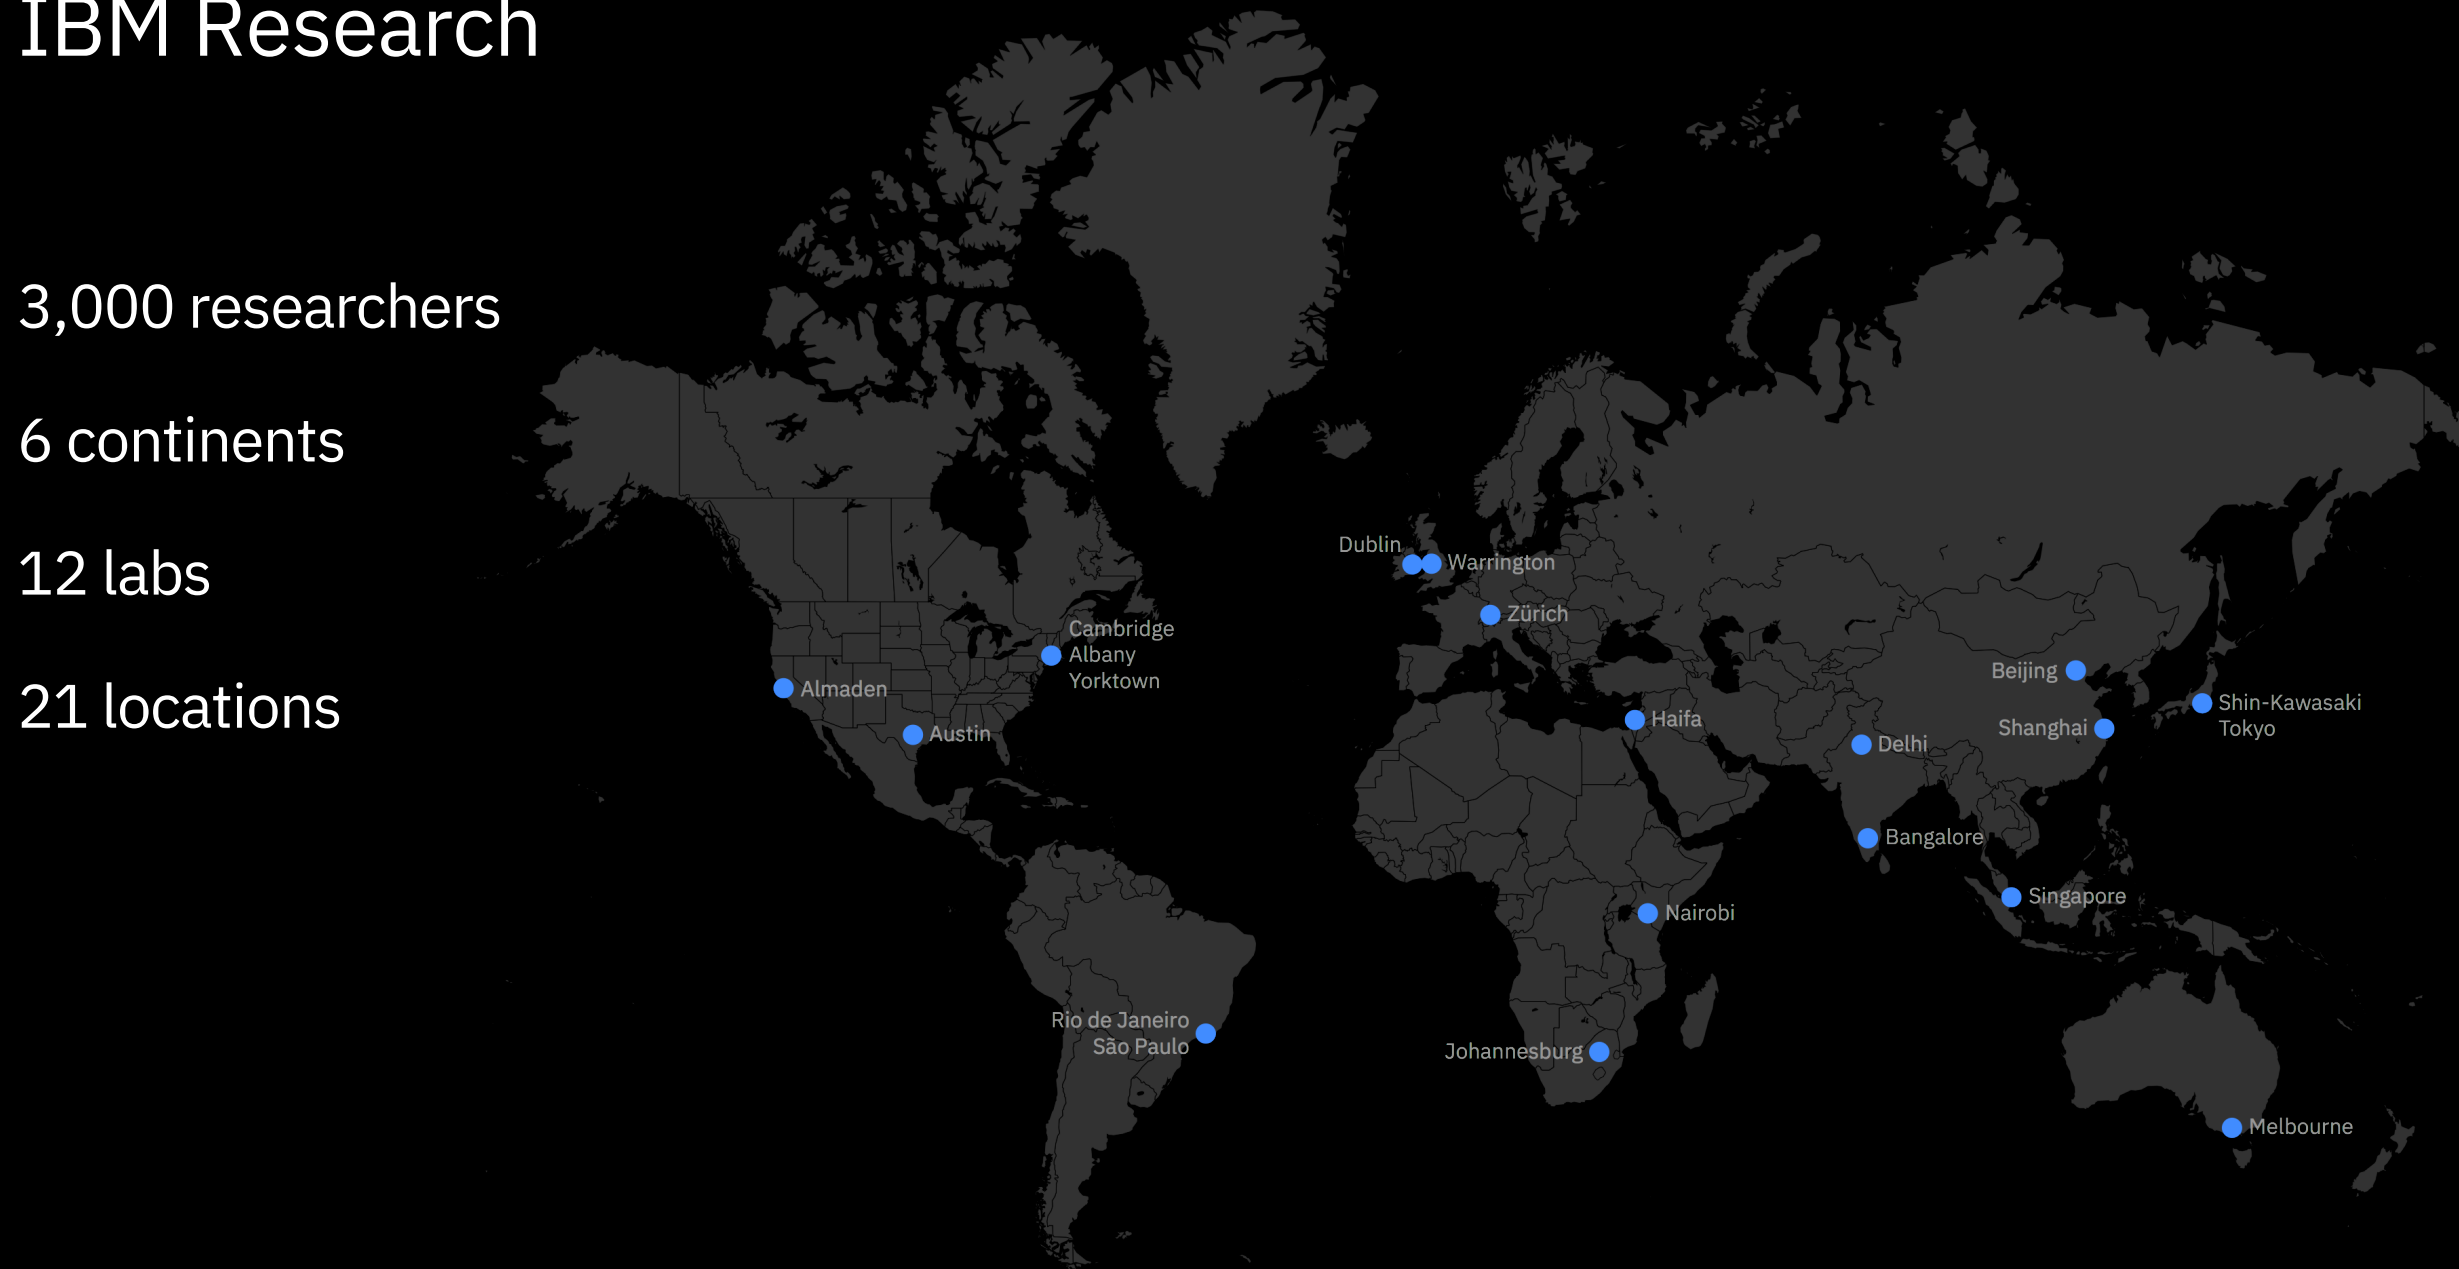 IBM Research
3,000 researchers
6 continents
12 labs
21 locations
Dublin
Warrington
Zürich
Cambridge
Albany
Yorktown
Almaden
Austin
Haifa
Beijing
Shin-Kawasaki
Tokyo
Shanghai
Delhi
Bangalore
Singapore
Nairobi
Rio de Janeiro
São Paulo
Johannesburg
Melbourne